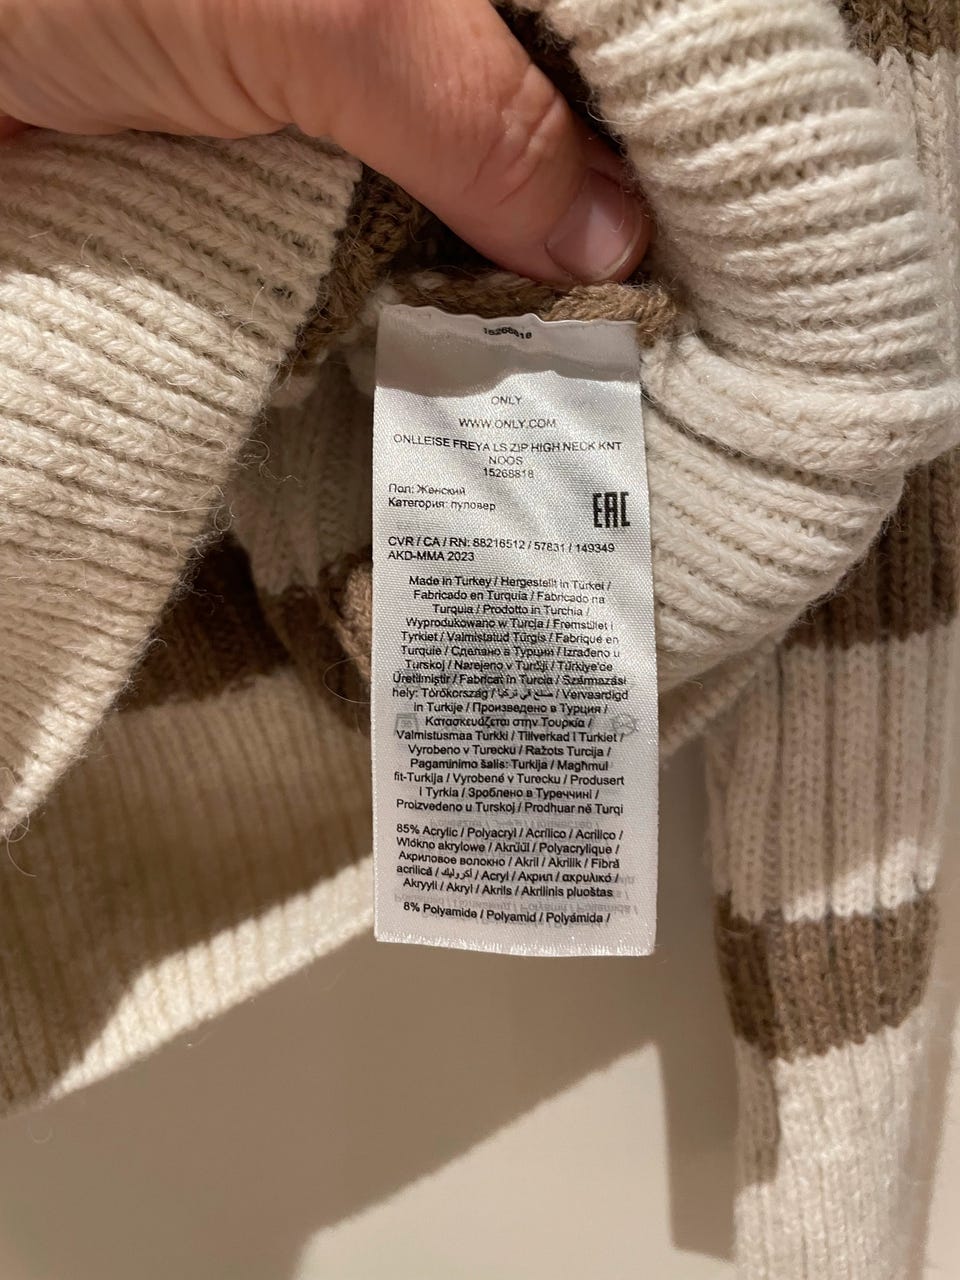 15268818
ONLY
WWW.ONLY.COM
ONLLEISE FREYA LS ZIP HIGH NECK KNT
NOOS
15268818
Пол: Женский
Категория: пуловер
EAC
CVR / CA / RN: 68216512 / 57831 / 149349
AKD-MMA 2023
Made in Turkey / Hergestellt in Türkei /
Fabricado en Turquía / Fabricado na
Turquia / Prodotto in Turchia /
Wyprodukowano w Turcja / Fremstillet i
Tyrkiet / Valmistatud Türgis / Fabriqué en
Turquie / Сделано в Турции / Izrađeno u
Turskoj / Narejeno v Turčiji / Türkiye'de
Üretilmiştir / Fabricat în Turcia / Származási
hely: Törökország / صنع في تركيا / Vervaardigd
in Turkije / Произведено в Турция /
Κατασκευάζεται στην Τουρκία /
Valmistusmaa Turkki / Tillverkad i Turkiet /
Vyrobeno v Turecku / Ražots Turcija /
Pagaminimo šalis: Turkija / Magħmul
fit-Turkija / Vyrobené v Turecku / Produsert
i Tyrkia / Зроблено в Туреччині /
Proizvedeno u Turskoj / Prodhuar në Turqi
85% Acrylic / Polyacryl / Acrílico / Acrilico /
Włókno akrylowe / Akrüül / Polyacrylique /
Акриловое волокно / Akril / Akrilik / Fibră
acrilică / أكروليك / Acryl / Акрил / ακρυλικό /
Akryyli / Akryl / Akrils / Akrilinis pluoštas
8% Polyamide / Polyamid / Polyámida /